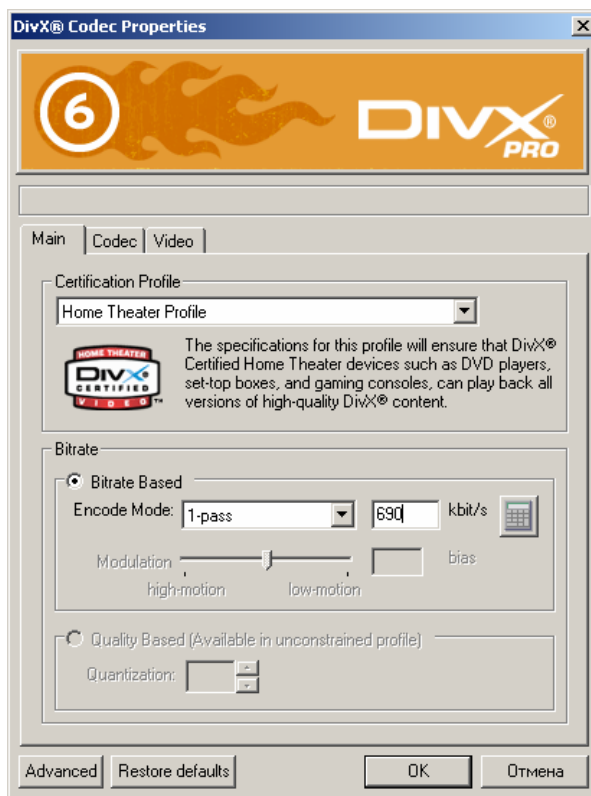 DivX® Codec Properties
6
DIVX®
PRO
Main
Codec
Video
Certification Profile
Home Theater Profile
HOME THEATER
DIVX
CERTIFIED
VIDEO™
The specifications for this profile will ensure that DivX®
Certified Home Theater devices such as DVD players,
set-top boxes, and gaming consoles, can play back all
versions of high-quality DivX® content.
Bitrate
Bitrate Based
Encode Mode: 1-pass 690 kbit/s
Modulation bias
high-motion low-motion
Quality Based (Available in unconstrained profile)
Quantization:
Advanced Restore defaults OK Отмена